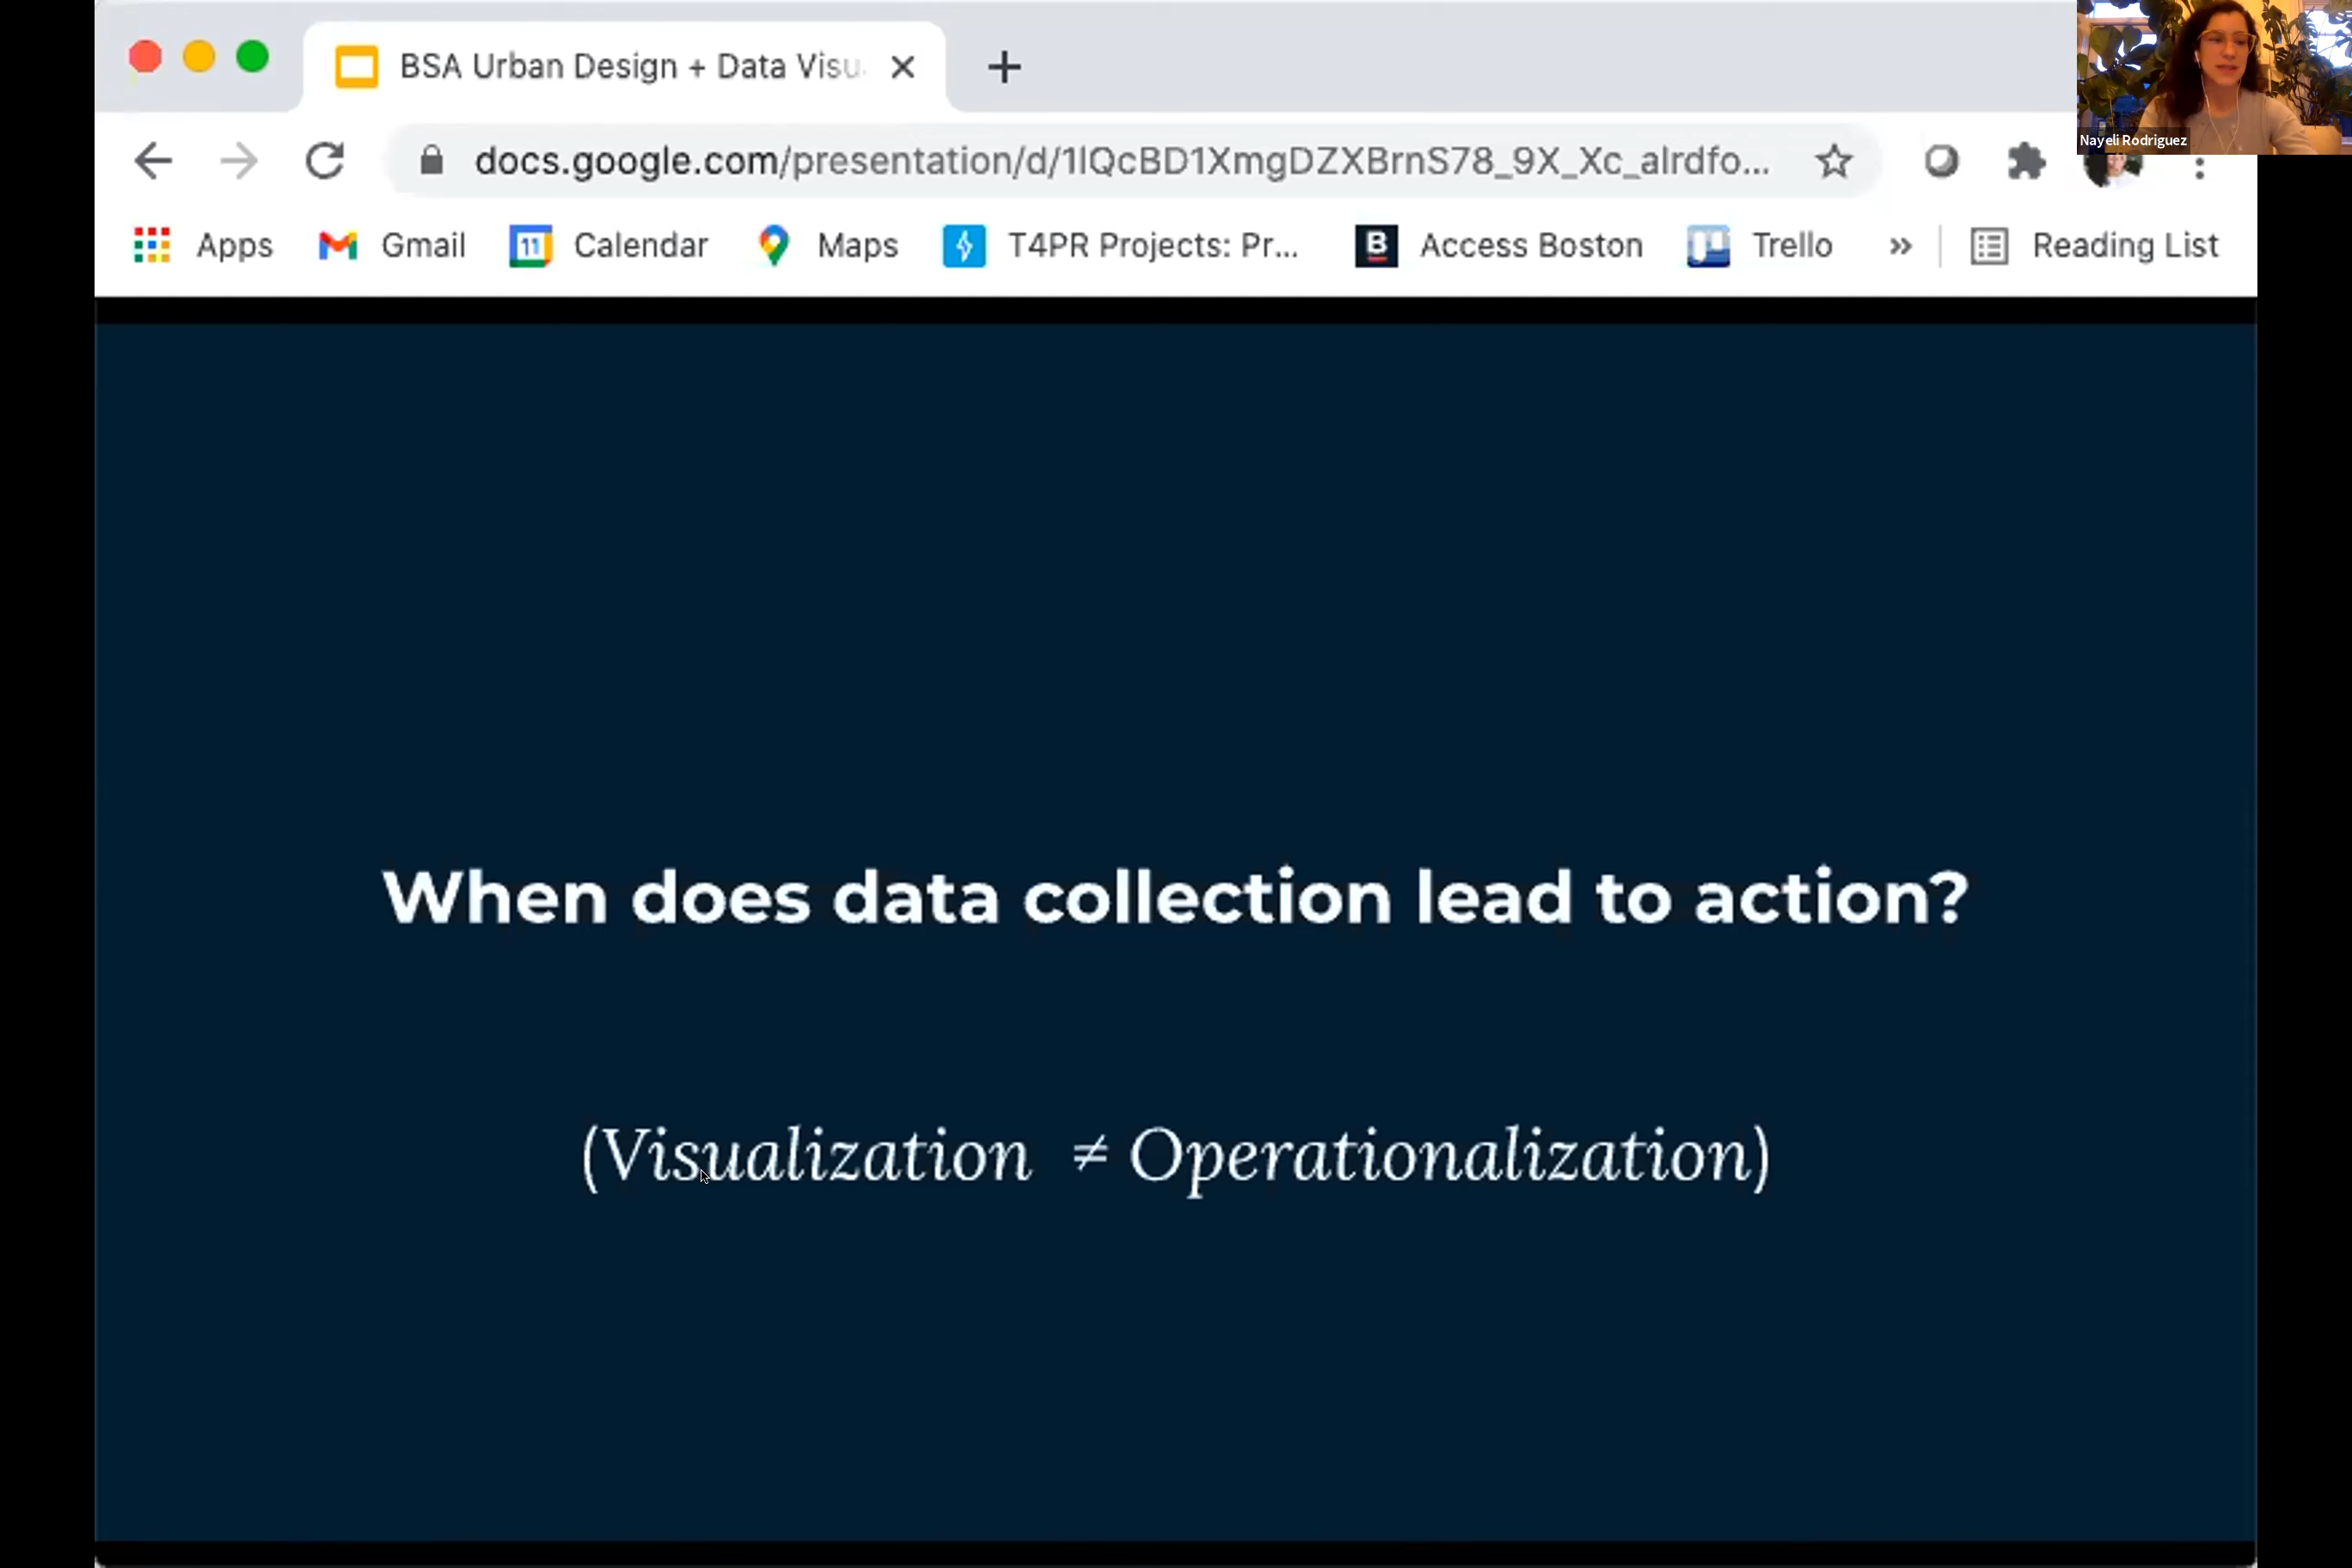 BSA Urban Design + Data Visu
Nayeli Rodriguez
docs.google.com/presentation/d/1lQcBD1XmgDZXBrnS78_9X_Xc_alrdfo...
Apps Gmail 11 Calendar Maps T4PR Projects: Pr... B Access Boston Trello » Reading List
When does data collection lead to action?
(Visualization ≠ Operationalization)